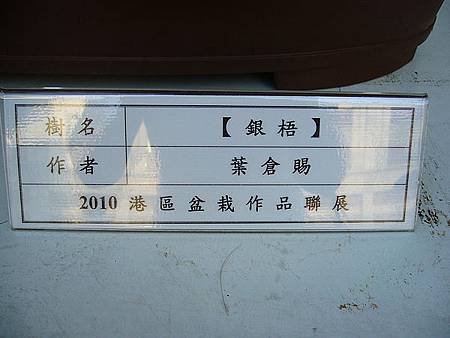 樹名 【銀梧】
作者 葉倉賜
2010 港區盆栽作品聯展